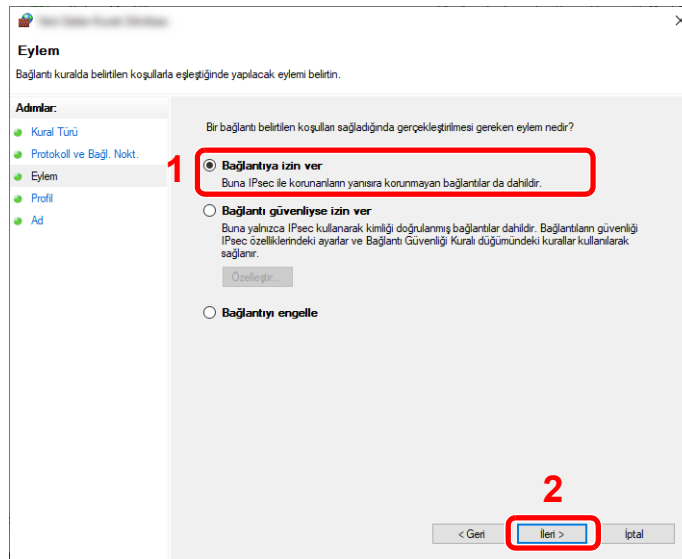 Eylem
Bağlantı kuralda belirtilen koşullarla eşleştiğinde yapılacak eylemi belirtin.
Adımlar:
Kural Türü
Protokoll ve Bağl. Nokt.
Eylem
Profil
Ad
Bir bağlantı belirtilen koşulları sağladığında gerçekleştirilmesi gereken eylem nedir?
1
Bağlantıya izin ver
Buna IPsec ile korunanların yanısıra korunmayan bağlantılar da dahildir.
Bağlantı güvenliyse izin ver
Buna yalnızca IPsec kullanarak kimliği doğrulanmış bağlantılar dahildir. Bağlantıların güvenliği
IPsec özelliklerindeki ayarlar ve Bağlantı Güvenliği Kuralı düğümündeki kurallar kullanılarak
sağlanır.
Özelleştir...
Bağlantıyı engelle
2
< Geri
İleri >
İptal